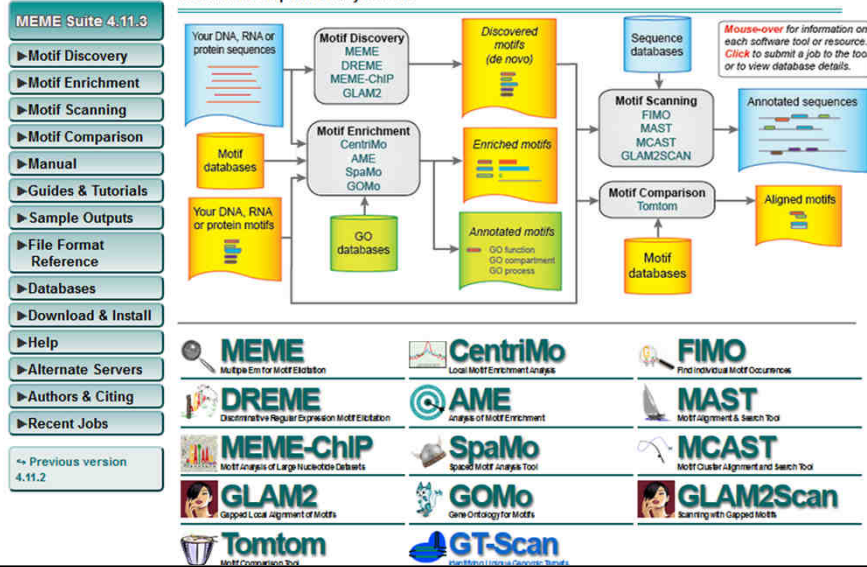 MEME Suite 4.11.3
►Motif Discovery
►Motif Enrichment
►Motif Scanning
►Motif Comparison
►Manual
►Guides & Tutorials
►Sample Outputs
►File Format
Reference
►Databases
►Download & Install
►Help
►Alternate Servers
►Authors & Citing
►Recent Jobs
↪ Previous version
4.11.2
Your DNA, RNA or
protein sequences
Motif Discovery
MEME
DREME
MEME-ChIP
GLAM2
Discovered
motifs
(de novo)
Sequence
databases
Mouse-over for information on
each software tool or resource.
Click to submit a job to the tool
or to view database details.
Motif
databases
Motif Enrichment
CentriMo
AME
SpaMo
GOMo
Enriched motifs
Motif Scanning
FIMO
MAST
MCAST
GLAM2SCAN
Annotated sequences
Your DNA, RNA
or protein motifs
GO
databases
Annotated motifs
GO function
GO compartment
GO process
Motif Comparison
Tomtom
Motif
databases
Aligned motifs
MEME
Multiple Em for Motif Elicitation
CentriMo
Local Motif Enrichment Analysis
FIMO
Find Individual Motif Occurences
DREME
Discriminative Regular Expression Motif Elicitation
AME
Analysis of Motif Enrichment
MAST
Motif Alignment & Search Tool
MEME-ChIP
Motif Analysis of Large Nucleotide Datasets
SpaMo
Spaced Motif Analysis Tool
MCAST
Motif Cluster Alignment and Search Tool
GLAM2
Gapped Local Alignment of Motifs
GOMo
Gene Ontology for Motifs
GLAM2Scan
Scanning with Gapped Motifs
Tomtom
Motif Comparison Tool
GT-Scan
Identifying Unique Genomic Targets